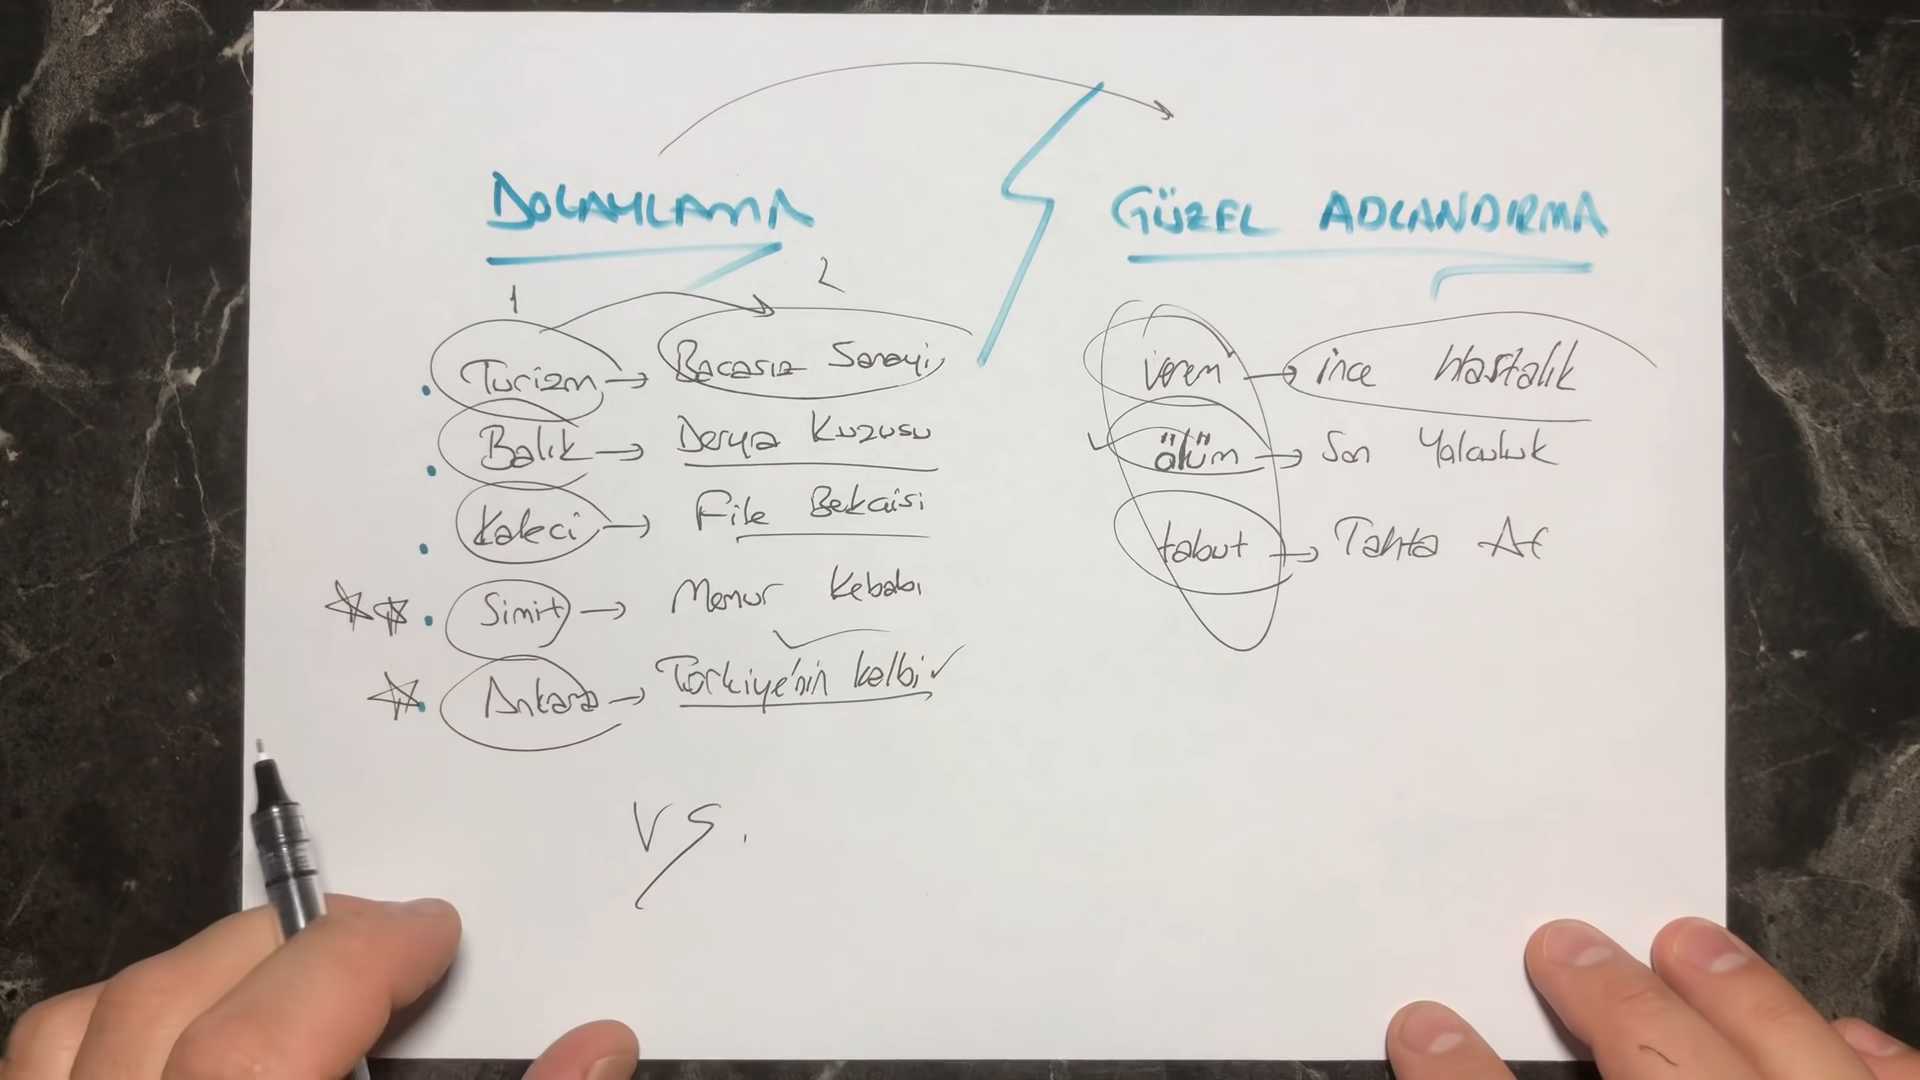 DOLAYLAMA
1 2
Turizm → Bacasız Sanayi
Balık → Derya Kuzusu
Kaleci → File Bekçisi
Simit → Memur Kebabı
Ankara → Türkiye'nin kalbi
VS.
GÜZEL ADLANDIRMA
verem → ince Hastalık
ölüm → Son Yolculuk
tabut → Tahta At